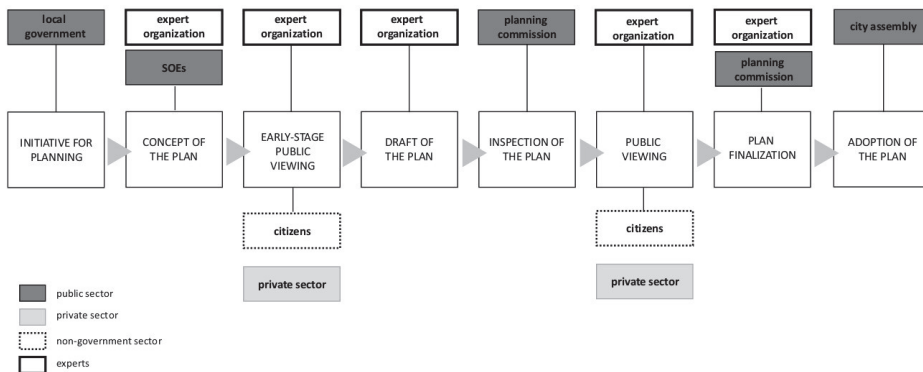 local
government
expert
organization
SOEs
expert
organization
expert
organization
planning
commission
expert
organization
expert
organization
planning
commission
city assembly
INITIATIVE FOR
PLANNING
CONCEPT OF
THE PLAN
EARLY-STAGE
PUBLIC
VIEWING
DRAFT OF
THE PLAN
INSPECTION OF
THE PLAN
PUBLIC
VIEWING
PLAN
FINALIZATION
ADOPTION OF
THE PLAN
citizens
private sector
citizens
private sector
public sector
private sector
non-government sector
experts